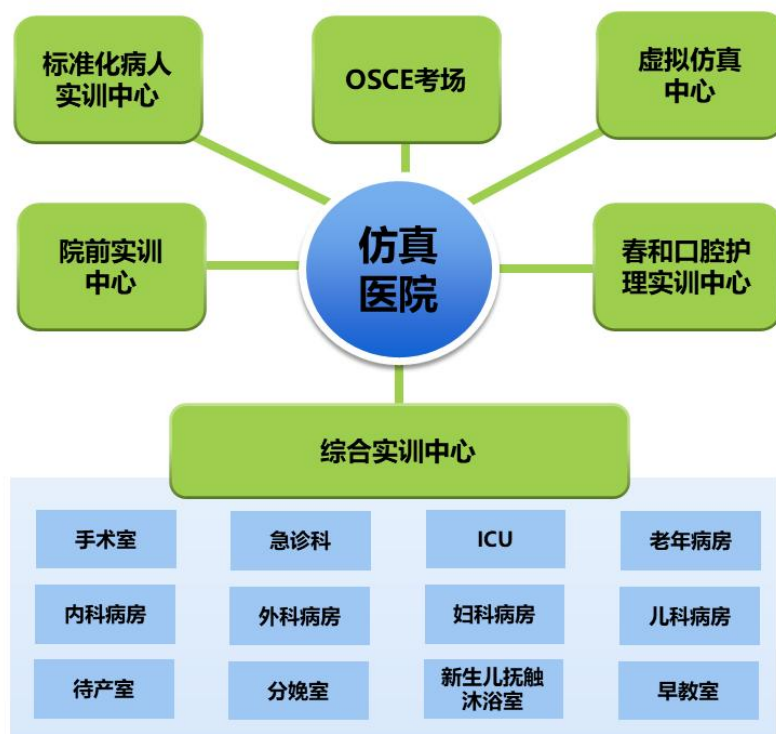 标准化病人
实训中心
OSCE考场
虚拟仿真
中心
院前实训
中心
仿真
医院
春和口腔护
理实训中心
综合实训中心
手术室
急诊科
ICU
老年病房
内科病房
外科病房
妇科病房
儿科病房
待产室
分娩室
新生儿抚触
沐浴室
早教室